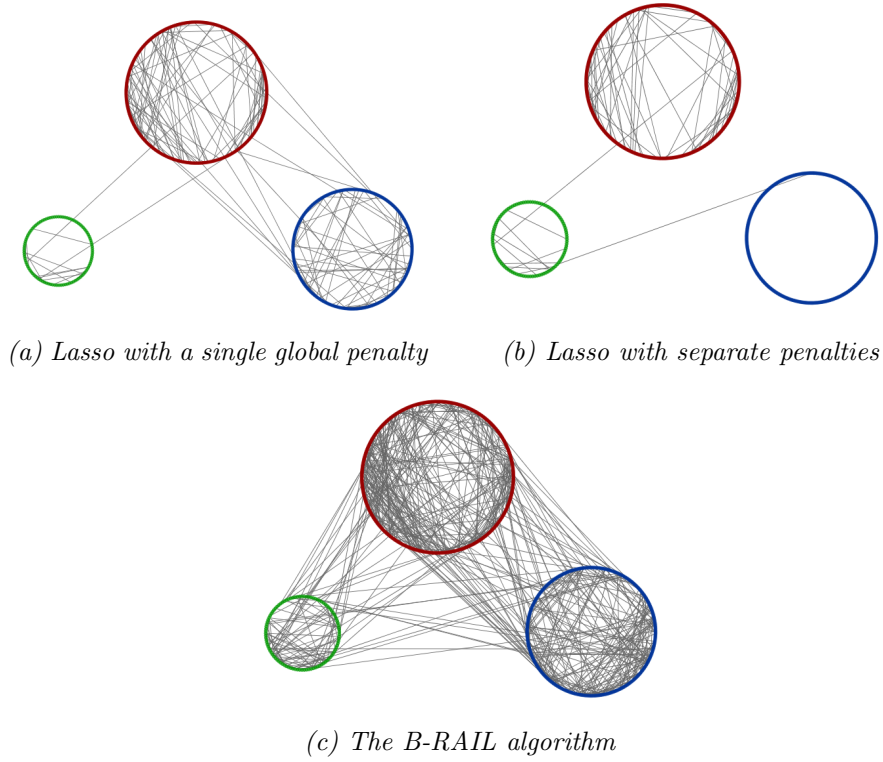 (a) Lasso with a single global penalty
(b) Lasso with separate penalties
(c) The B-RAIL algorithm